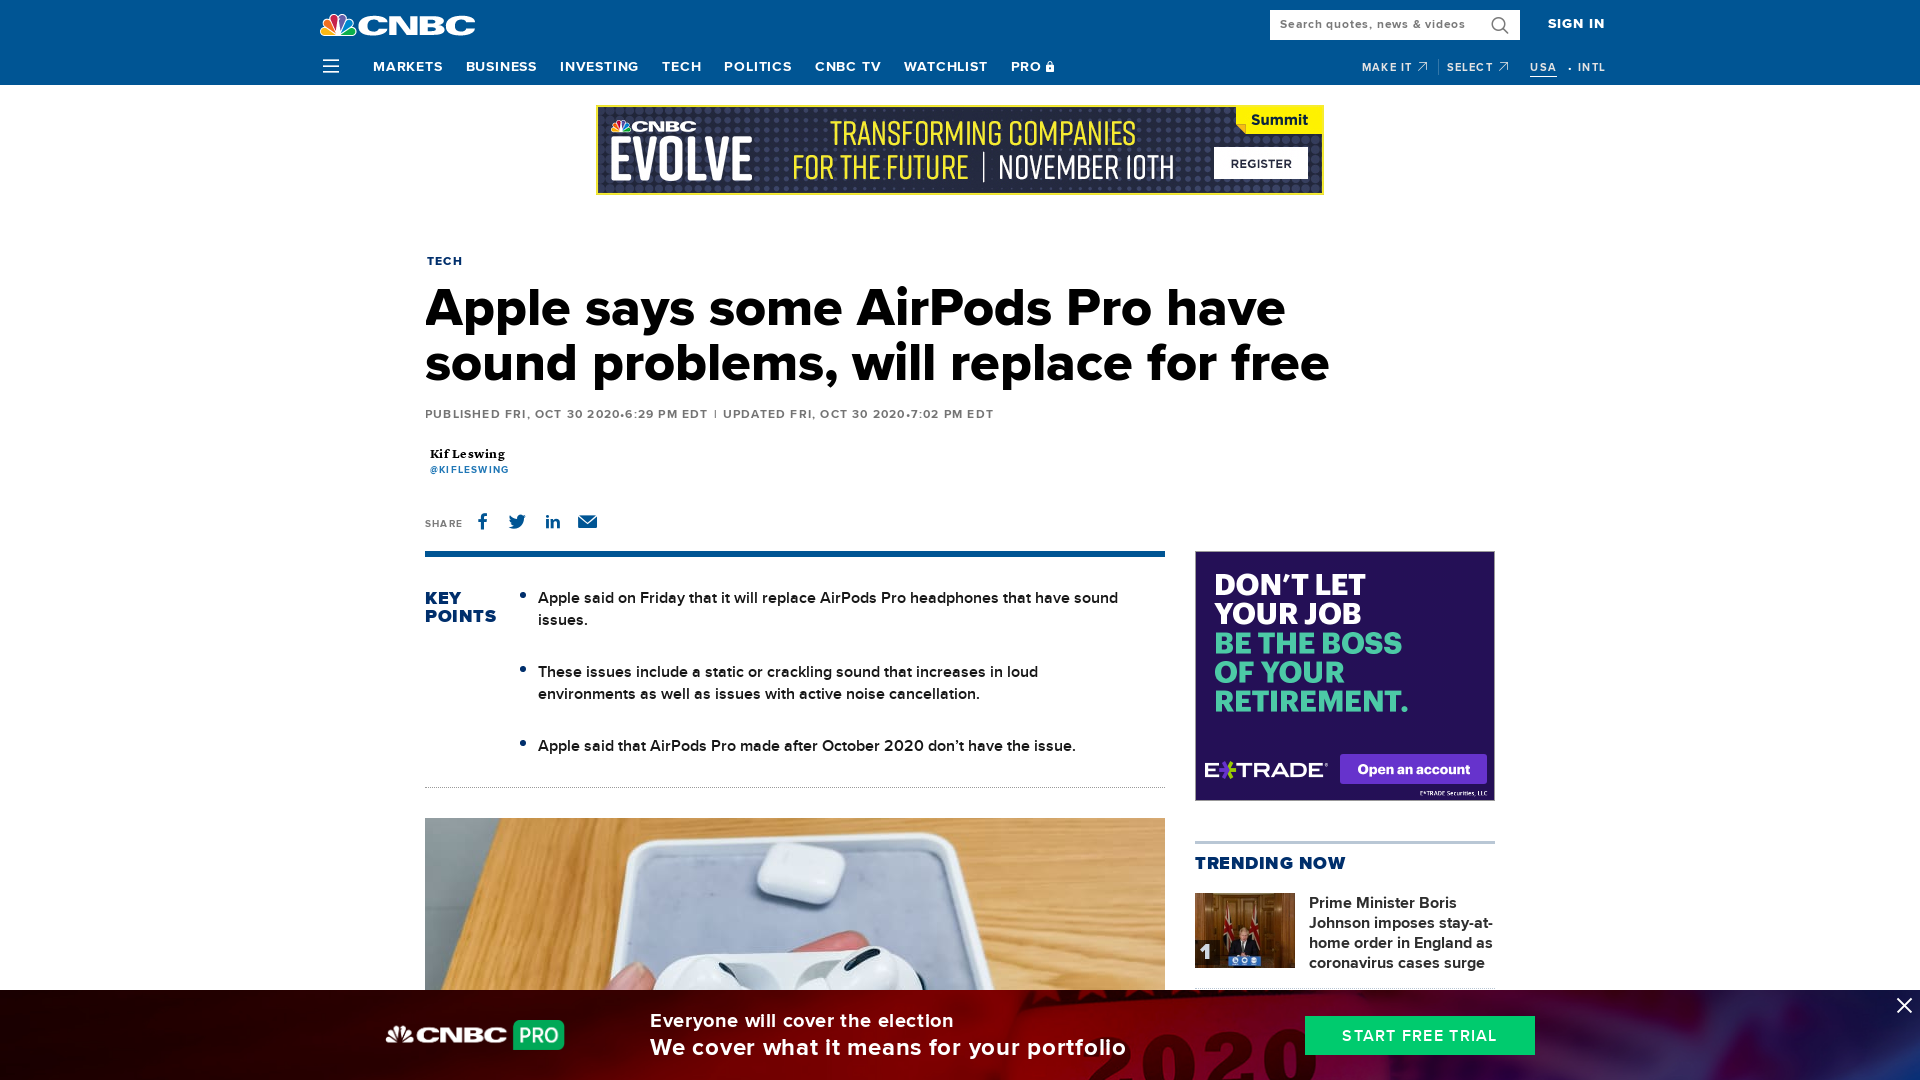 CNBC
Search quotes, news & videos
SIGN IN
MARKETS BUSINESS INVESTING TECH POLITICS CNBC TV WATCHLIST PRO
MAKE IT SELECT USA • INTL
CNBC
EVOLVE
TRANSFORMING COMPANIES
FOR THE FUTURE | NOVEMBER 10TH
Summit
REGISTER
TECH
Apple says some AirPods Pro have
sound problems, will replace for free
PUBLISHED FRI, OCT 30 2020•6:29 PM EDT | UPDATED FRI, OCT 30 2020•7:02 PM EDT
Kif Leswing
@KIFLESWING
SHARE
KEY
POINTS
• Apple said on Friday that it will replace AirPods Pro headphones that have sound
issues.
• These issues include a static or crackling sound that increases in loud
environments as well as issues with active noise cancellation.
• Apple said that AirPods Pro made after October 2020 don’t have the issue.
DON’T LET
YOUR JOB
BE THE BOSS
OF YOUR
RETIREMENT.
E*TRADE®
Open an account
E*TRADE Securities, LLC
TRENDING NOW
1
Prime Minister Boris
Johnson imposes stay-at-
home order in England as
coronavirus cases surge
CNBC PRO
Everyone will cover the election
We cover what it means for your portfolio
2020
START FREE TRIAL